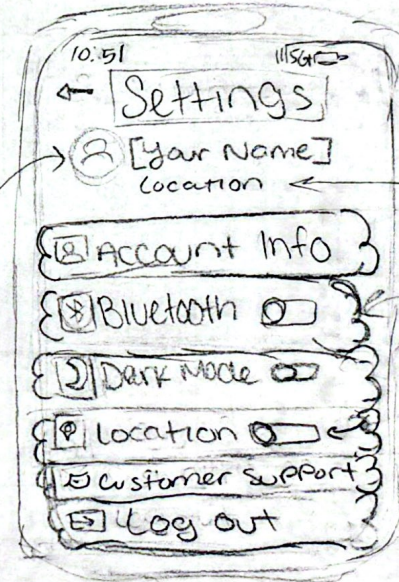 10:51 5G
Settings
[Your Name]
Location
Account Info
Bluetooth
Dark Mode
Location
Customer Support
Log out